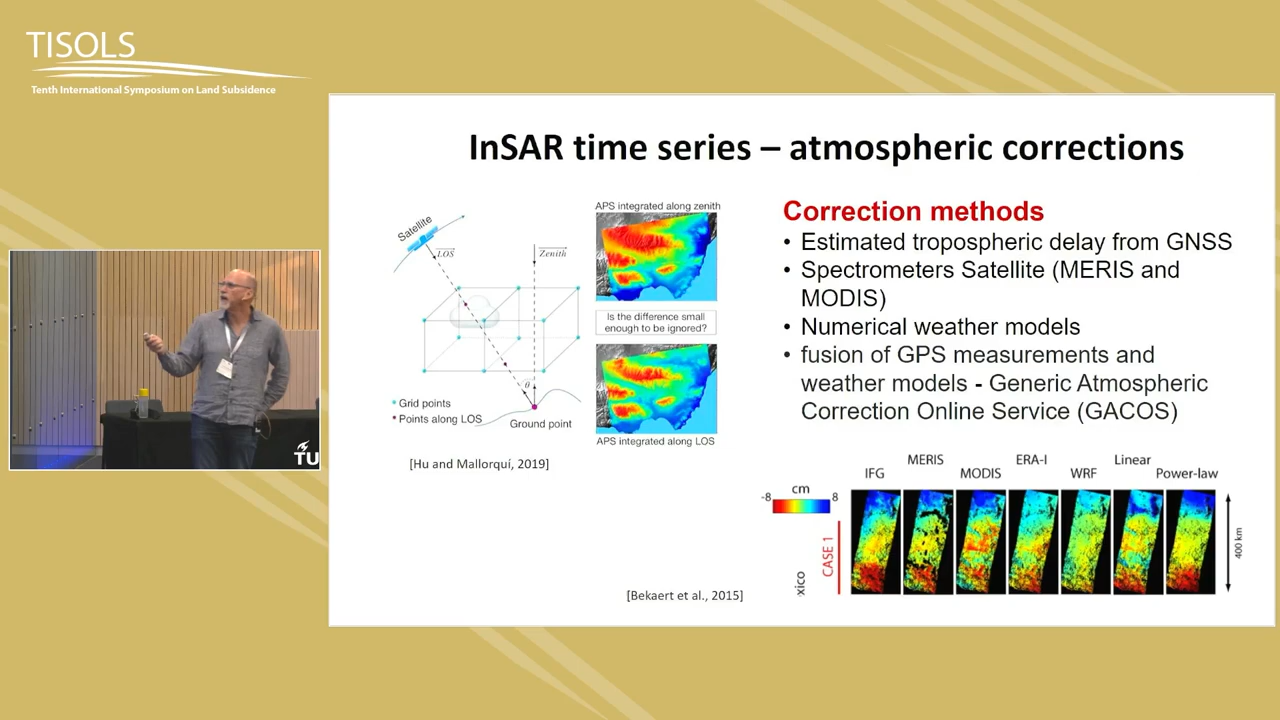 TISOLS
Tenth International Symposium on Land Subsidence
InSAR time series – atmospheric corrections
Satellite
LOS
Zenith
θ
Grid points
Points along LOS
Ground point
[Hu and Mallorquí, 2019]
APS integrated along zenith
Is the difference small
enough to be ignored?
APS integrated along LOS
Correction methods
• Estimated tropospheric delay from GNSS
• Spectrometers Satellite (MERIS and
MODIS)
• Numerical weather models
• fusion of GPS measurements and
weather models - Generic Atmospheric
Correction Online Service (GACOS)
IFG
MERIS
MODIS
ERA-I
WRF
Linear
Power-law
cm
-8
8
CASE 1
xico
400 km
[Bekaert et al., 2015]
TU